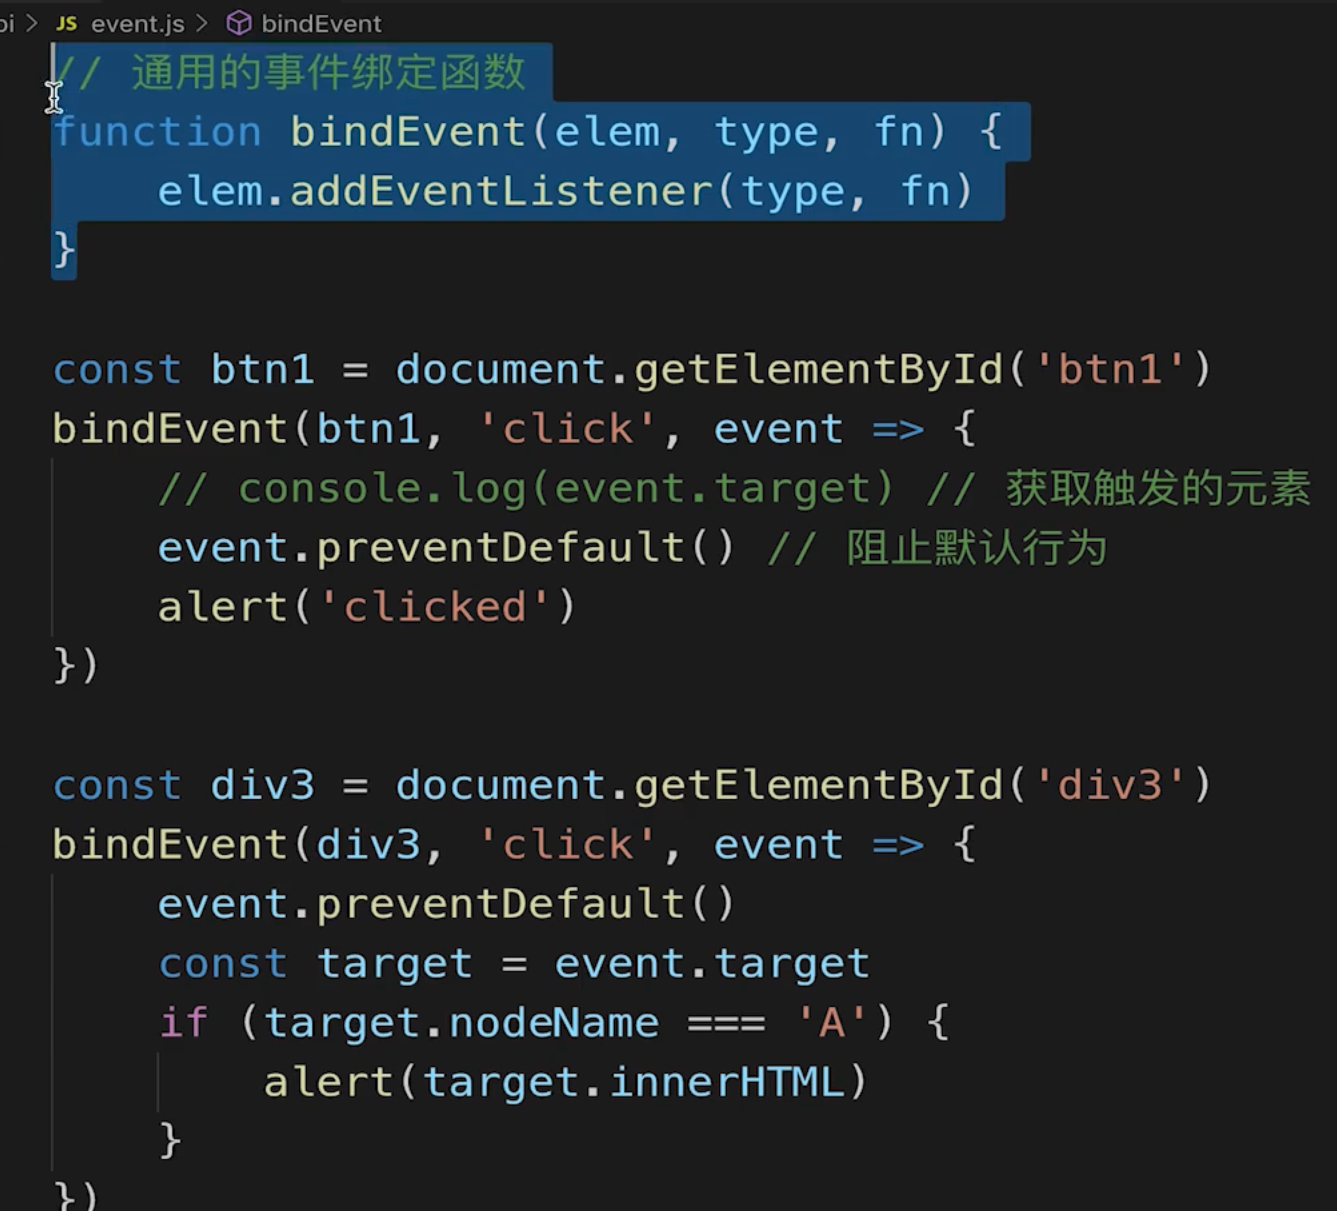 pi > JS event.js > bindEvent
// 通用的事件绑定函数
function bindEvent(elem, type, fn) {
    elem.addEventListener(type, fn)
}
const btn1 = document.getElementById('btn1')
bindEvent(btn1, 'click', event => {
    // console.log(event.target) // 获取触发的元素
    event.preventDefault() // 阻止默认行为
    alert('clicked')
})
const div3 = document.getElementById('div3')
bindEvent(div3, 'click', event => {
    event.preventDefault()
    const target = event.target
    if (target.nodeName === 'A') {
        alert(target.innerHTML)
    }
})